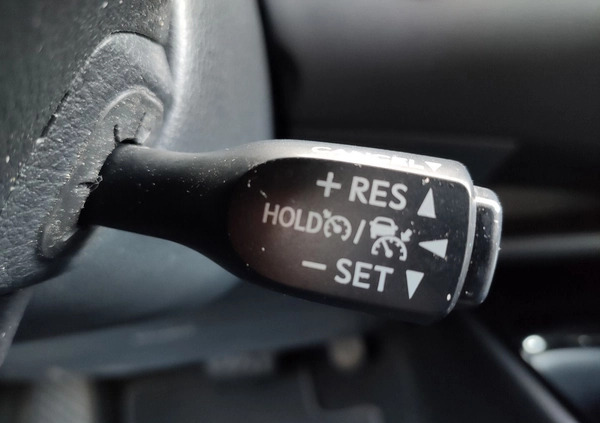 CANCEL
+ RES
HOLD /
- SET